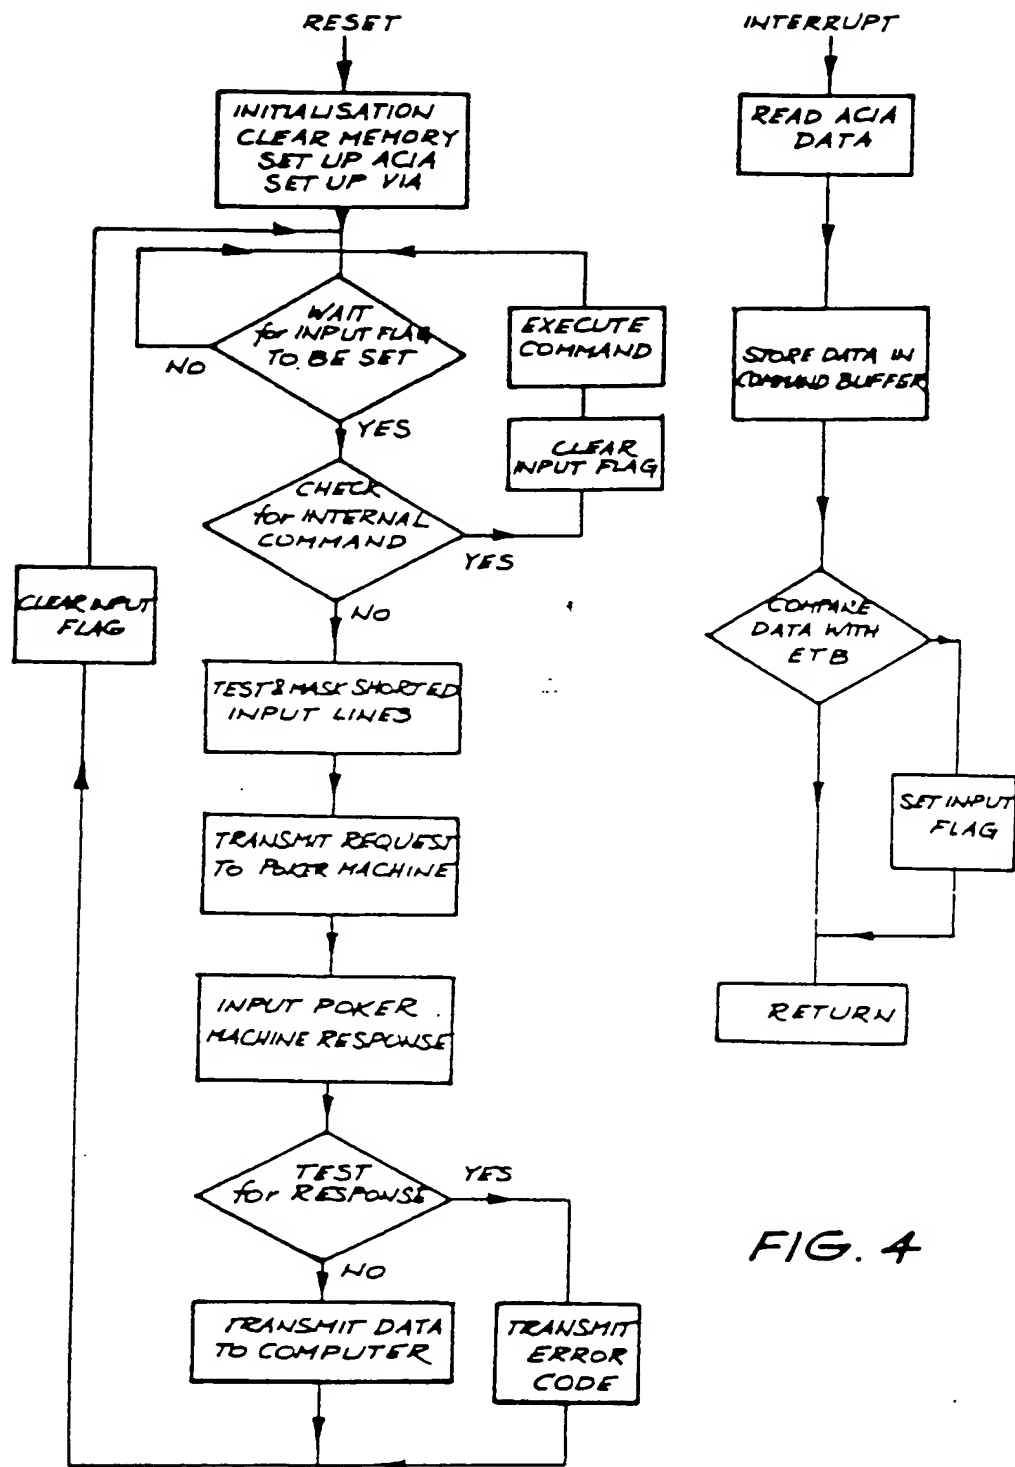 RESET
INITIALISATION
CLEAR MEMORY
SET UP ACIA
SET UP VIA
WAIT
for INPUT FLAG
TO BE SET
NO
YES
EXECUTE
COMMAND
CLEAR
INPUT FLAG
CHECK
for INTERNAL
COMMAND
YES
NO
CLEAR INPUT
FLAG
TEST & MASK SHORTED
INPUT LINES
TRANSMIT REQUEST
TO POKER MACHINE
INPUT POKER
MACHINE RESPONSE
TEST
for RESPONSE
YES
NO
TRANSMIT DATA
TO COMPUTER
TRANSMIT
ERROR
CODE
INTERRUPT
READ ACIA
DATA
STORE DATA IN
COMMAND BUFFER
COMPARE
DATA WITH
ETB
SET INPUT
FLAG
RETURN
FIG. 4